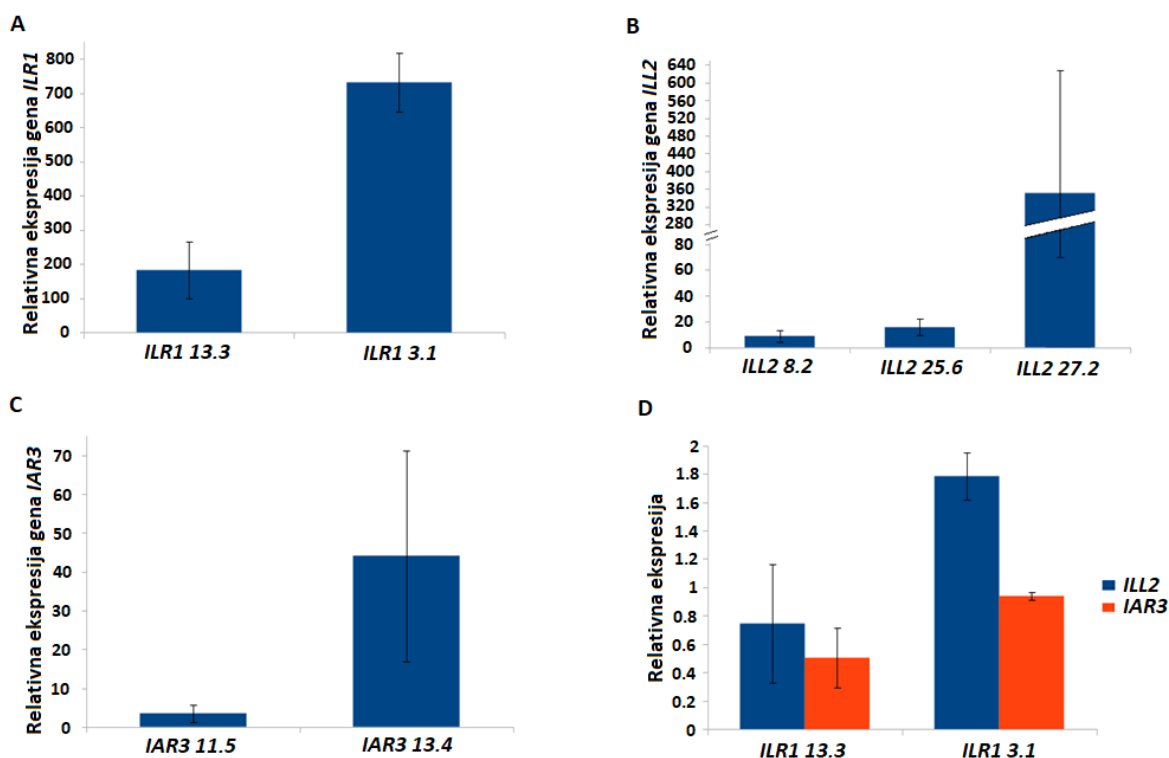 A
Relativna ekspresija gena ILR1
800
700
600
500
400
300
200
100
0
ILR1 13.3
ILR1 3.1
B
Relativna ekspresija gena ILL2
640
600
560
520
480
440
400
360
320
280
80
60
40
20
0
ILL2 8.2
ILL2 25.6
ILL2 27.2
C
Relativna ekspresija gena IAR3
70
60
50
40
30
20
10
0
IAR3 11.5
IAR3 13.4
D
Relativna ekspresija
2
1.8
1.6
1.4
1.2
1
0.8
0.6
0.4
0.2
0
ILR1 13.3
ILR1 3.1
ILL2
IAR3